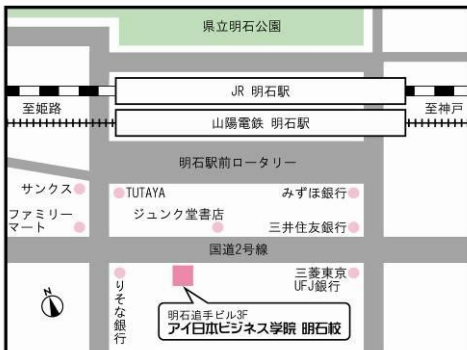 県立明石公園
JR 明石駅
至姫路
至神戸
山陽電鉄 明石駅
明石駅前ロータリー
サンクス
TUTAYA
みずほ銀行
ファミリー
マート
ジュンク堂書店
三井住友銀行
国道2号線
りそな銀行
三菱東京
UFJ銀行
N
明石追手ビル3F
アイ日本ビジネス学院 明石校